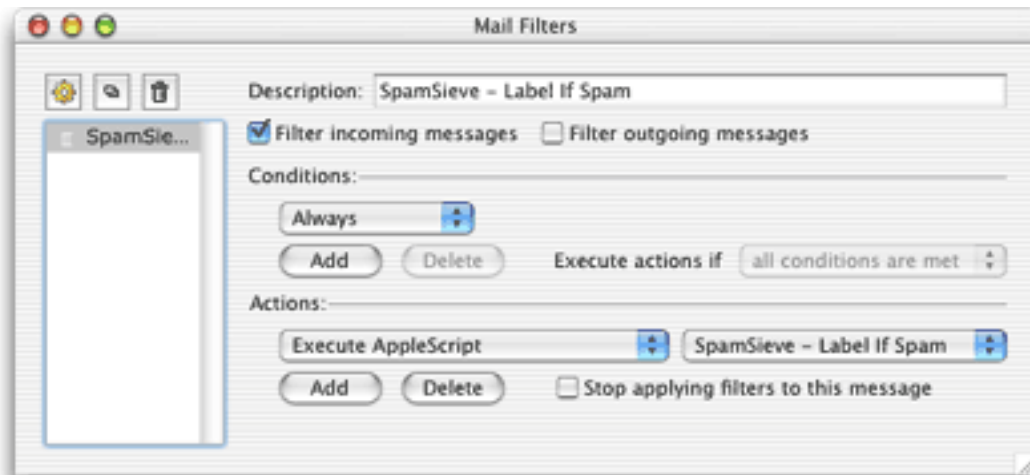 Mail Filters
Description: SpamSieve – Label If Spam
SpamSie...
Filter incoming messages Filter outgoing messages
Conditions:
Always
Add Delete Execute actions if all conditions are met
Actions:
Execute AppleScript SpamSieve – Label If Spam
Add Delete Stop applying filters to this message